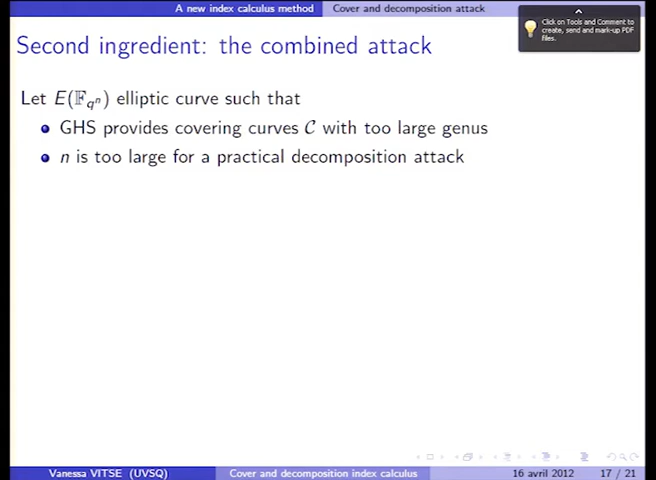 A new index calculus method Cover and decomposition attack
Click on Tools and Comment to
create, send and mark-up PDF
files.
Second ingredient: the combined attack
Let E(𝔽_{qⁿ}) elliptic curve such that
GHS provides covering curves 𝒞 with too large genus
n is too large for a practical decomposition attack
Vanessa VITSE (UVSQ) Cover and decomposition index calculus 16 avril 2012 17 / 21